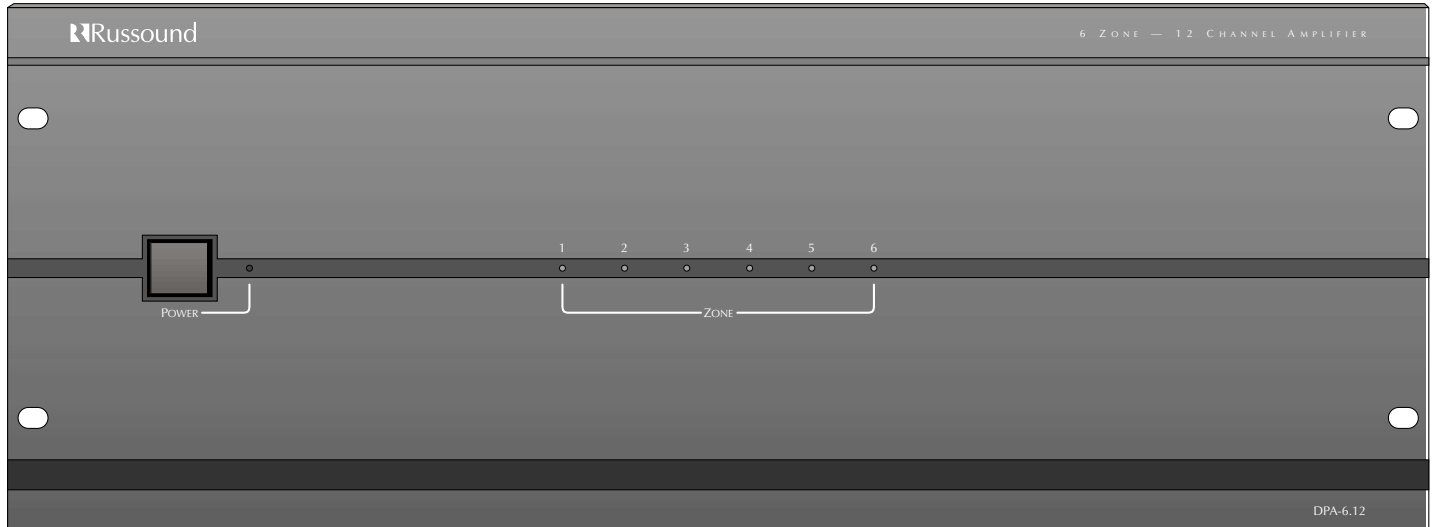 Russound
6 ZONE — 12 CHANNEL AMPLIFIER
1 2 3 4 5 6
POWER
ZONE
DPA-6.12